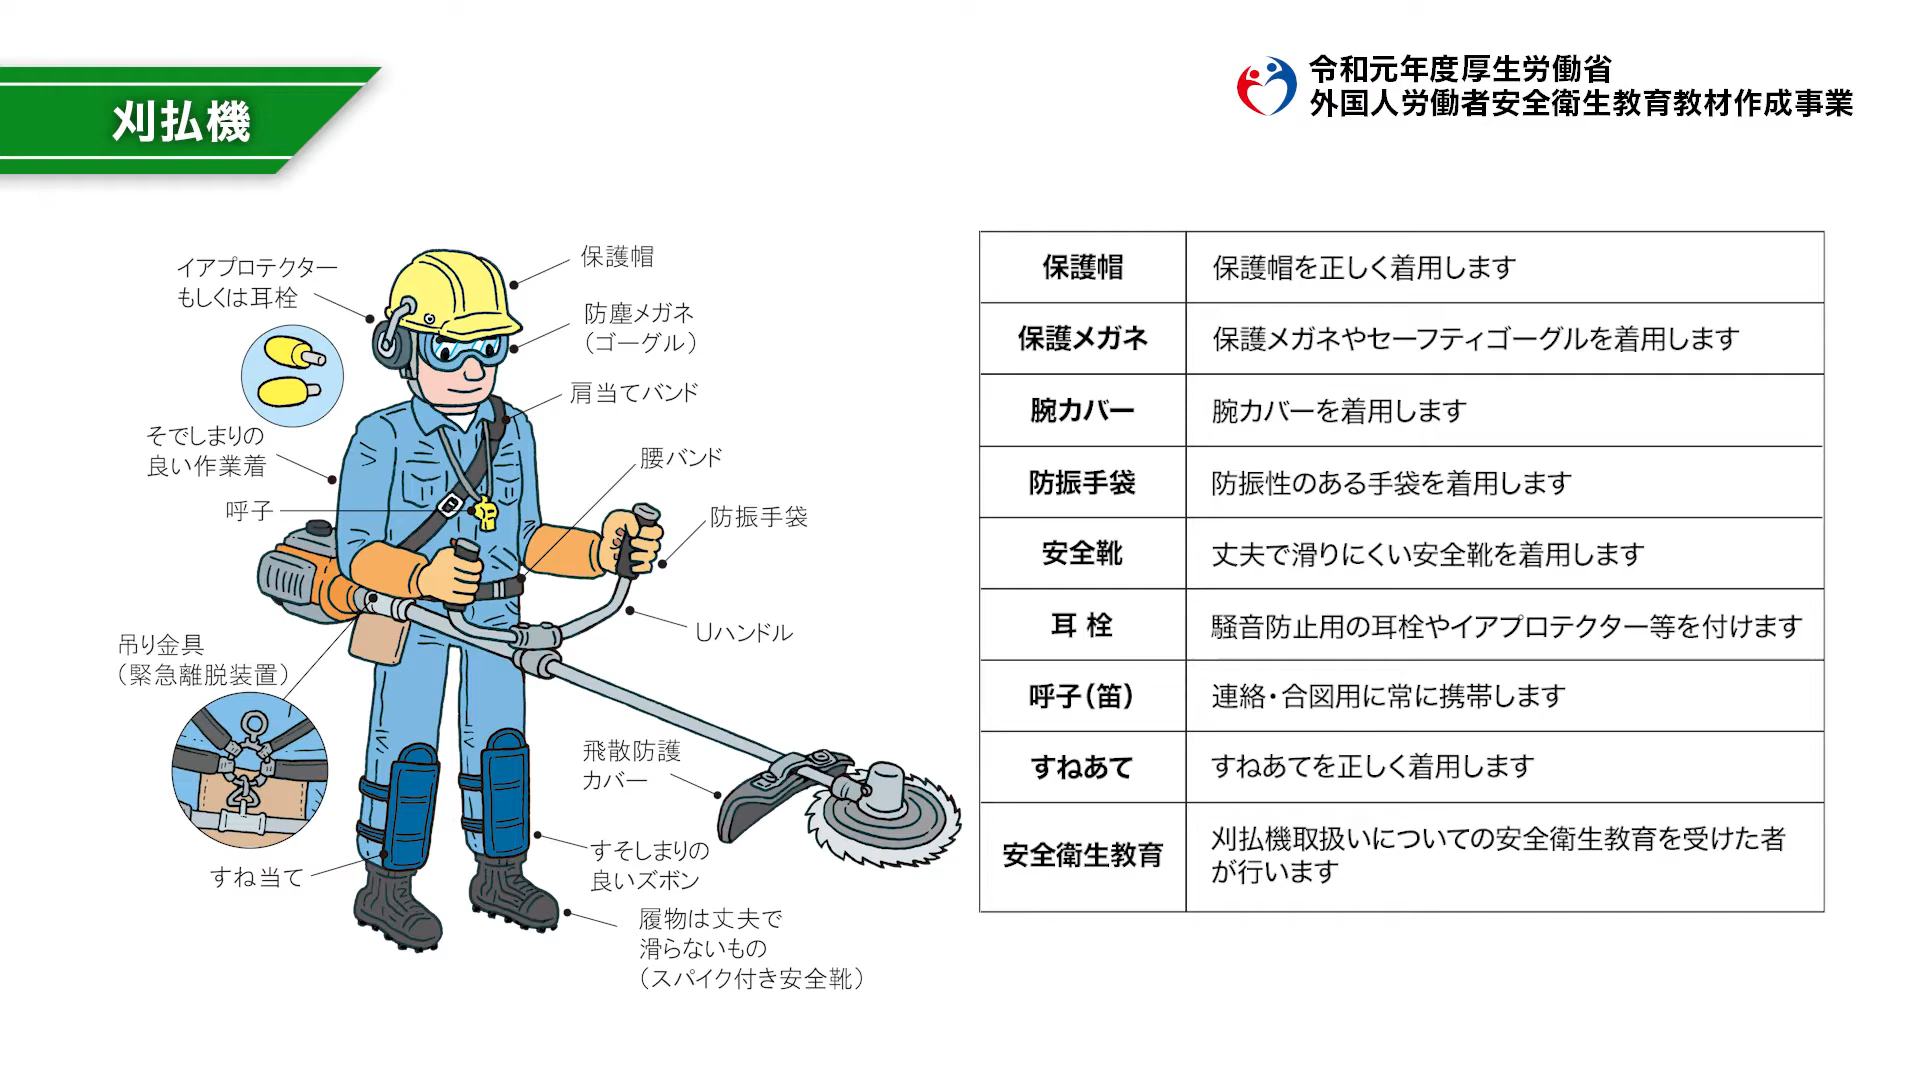 刈払機
令和元年度厚生労働省
外国人労働者安全衛生教育教材作成事業
イアプロテクター
もしくは耳栓
保護帽
防塵メガネ
（ゴーグル）
肩当てバンド
そでしまりの
良い作業着
腰バンド
呼子
防振手袋
Uハンドル
吊り金具
（緊急離脱装置）
飛散防護
カバー
すね当て
すそしまりの
良いズボン
履物は丈夫で
滑らないもの
（スパイク付き安全靴）
保護帽 保護帽を正しく着用します
保護メガネ 保護メガネやセーフティゴーグルを着用します
腕カバー 腕カバーを着用します
防振手袋 防振性のある手袋を着用します
安全靴 丈夫で滑りにくい安全靴を着用します
耳 栓 騒音防止用の耳栓やイアプロテクター等を付けます
呼子（笛） 連絡・合図用に常に携帯します
すねあて すねあてを正しく着用します
安全衛生教育 刈払機取扱いについての安全衛生教育を受けた者
が行います